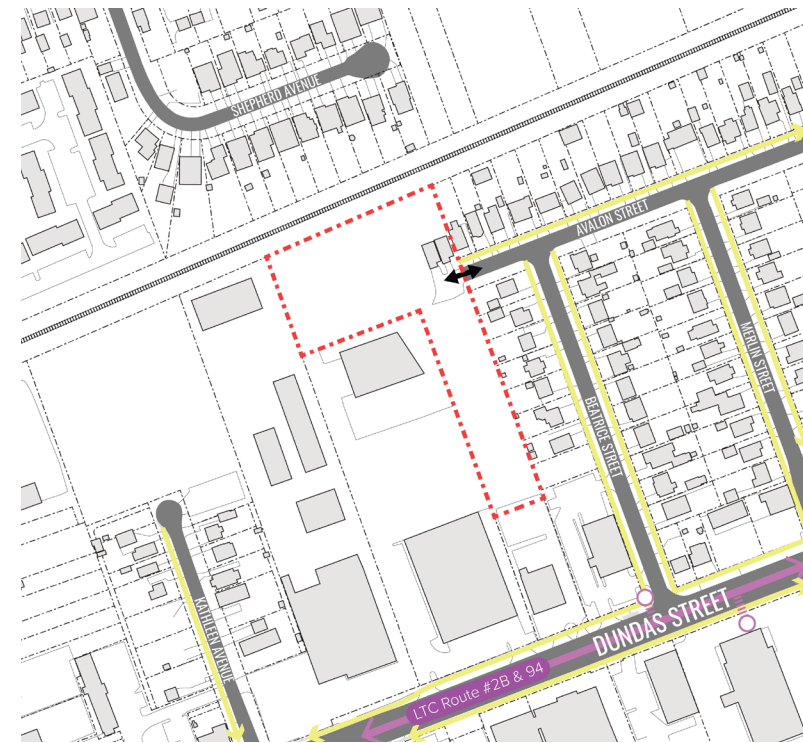 SHEPHERD AVENUE
AVALON STREET
MERLIN STREET
BEATRICE STREET
KATHLEEN AVENUE
DUNDAS STREET
LTC Route #2B & 94